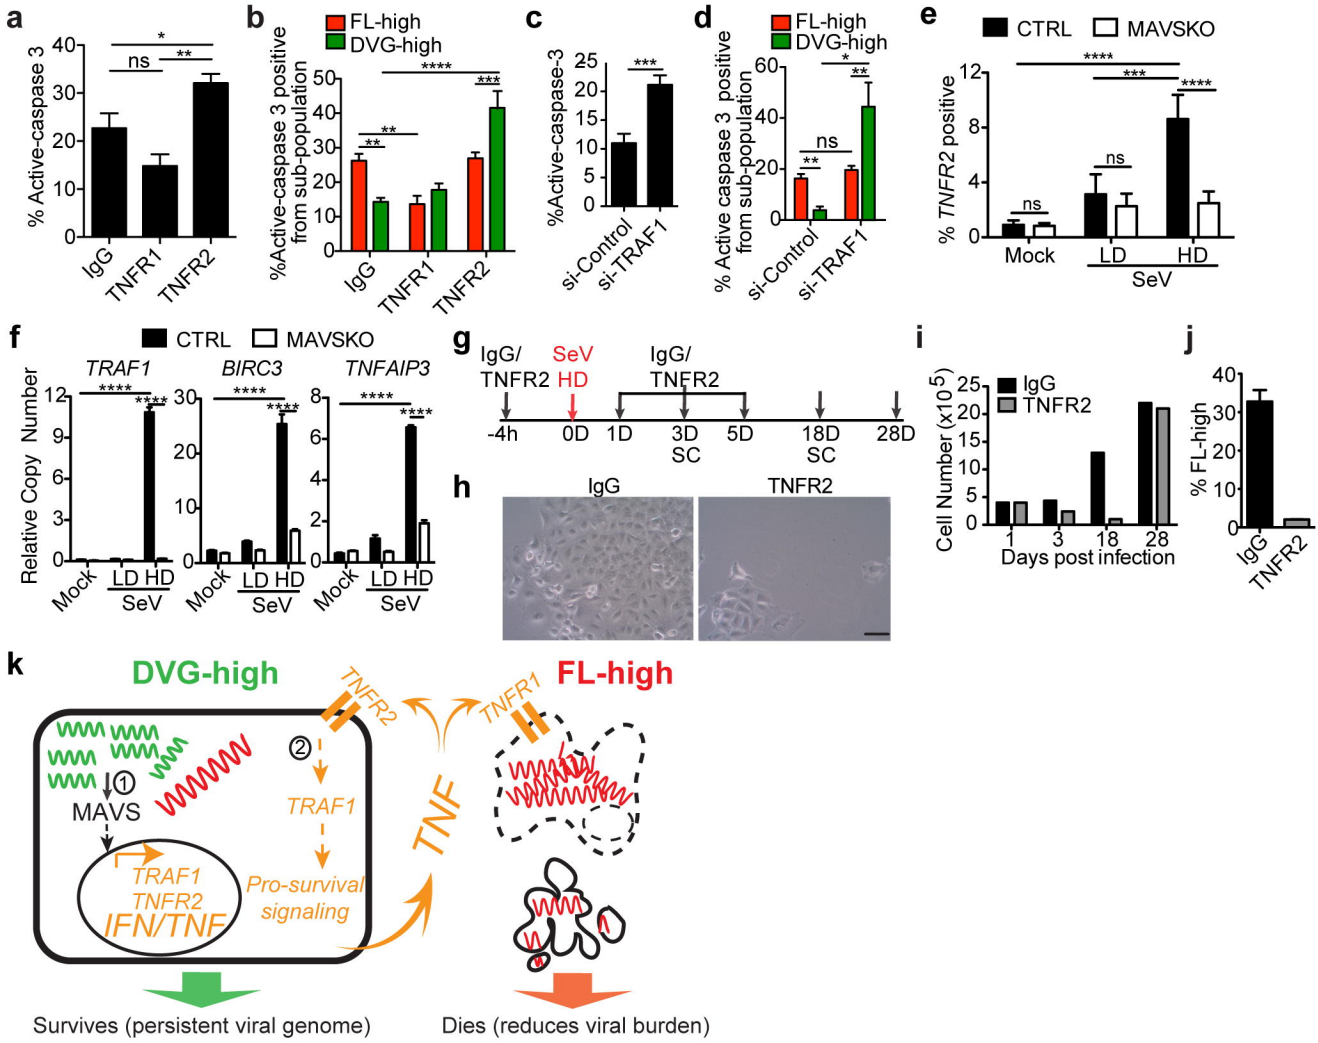 a
% Active-caspase 3
40
30
20
10
0
*
ns
**
IgG
TNFR1
TNFR2
b
FL-high
DVG-high
%Active-caspase 3 positive
from sub-population
50
40
30
20
10
0
****
***
**
**
IgG
TNFR1
TNFR2
c
%Active-caspase-3
25
20
15
10
5
0
***
si-Control
si-TRAF1
d
FL-high
DVG-high
% Active caspase 3 positive
from sub-population
60
40
20
0
*
**
ns
**
si-Control
si-TRAF1
e
CTRL
MAVSKO
% TNFR2 positive
12
8
4
0
****
***
****
ns
ns
Mock
LD
HD
SeV
f
CTRL
MAVSKO
Relative Copy Number
TRAF1
12
9
6
3
0
****
****
Mock
LD
HD
SeV
BIRC3
30
20
10
0
****
****
Mock
LD
HD
SeV
TNFAIP3
8
6
4
2
0
****
****
Mock
LD
HD
SeV
g
IgG/
TNFR2
SeV
HD
IgG/
TNFR2
-4h
0D
1D
3D
5D
18D
28D
SC
SC
h
IgG
TNFR2
i
Cell Number (x10⁵)
25
20
15
10
5
0
IgG
TNFR2
1
3
18
28
Days post infection
j
% FL-high
40
30
20
10
0
IgG
TNFR2
k
DVG-high
FL-high
TNFR2
TNFR1
1
MAVS
2
TRAF1
Pro-survival
signaling
TRAF1
TNFR2
IFN/TNF
TNF
Survives (persistent viral genome)
Dies (reduces viral burden)